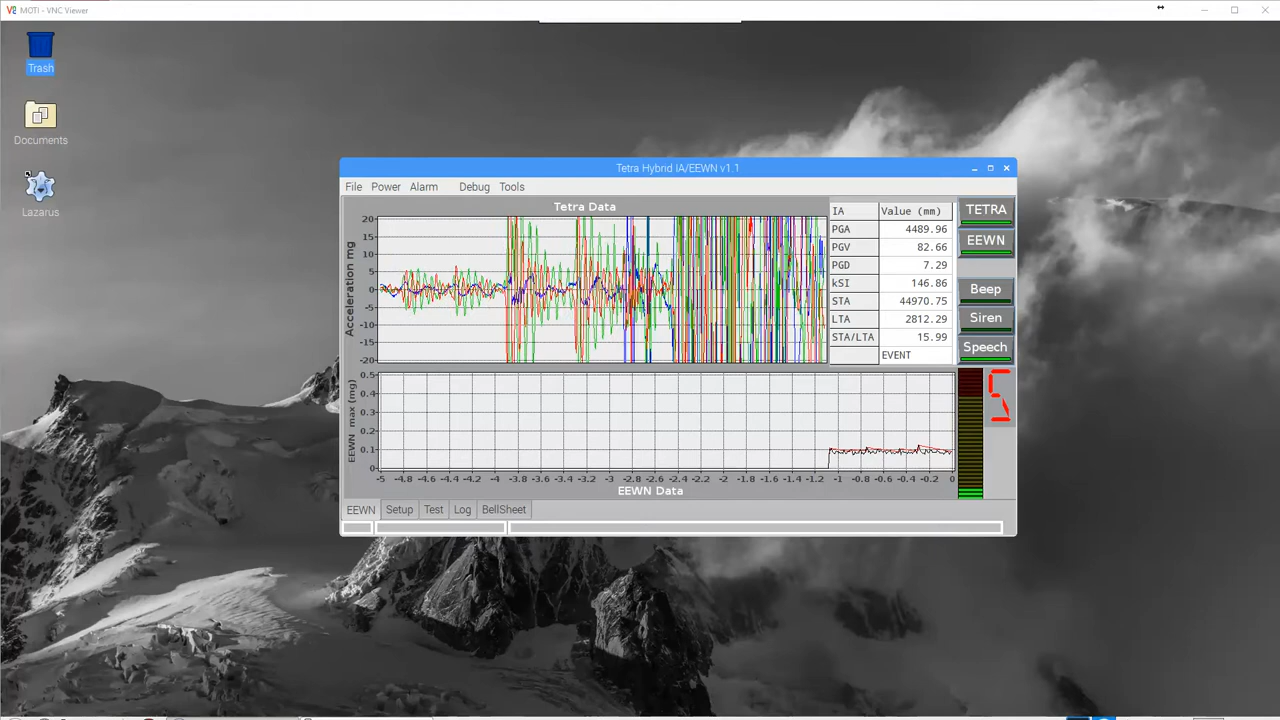 MOTI - VNC Viewer
Trash
Documents
Lazarus
Tetra Hybrid IA/EEWN v1.1
File Power Alarm Debug Tools
Tetra Data
Acceleration mg
20
15
10
5
0
-5
-10
-15
-20
IA Value (mm)
PGA 4489.96
PGV 82.66
PGD 7.29
kSI 146.86
STA 44970.75
LTA 2812.29
STA/LTA 15.99
EVENT
TETRA
EEWN
Beep
Siren
Speech
EEWN max (mg)
0.5
0.4
0.3
0.2
0.1
0
-5 -4.8 -4.6 -4.4 -4.2 -4 -3.8 -3.6 -3.4 -3.2 -3 -2.8 -2.6 -2.4 -2.2 -2 -1.8 -1.6 -1.4 -1.2 -1 -0.8 -0.6 -0.4 -0.2 0
EEWN Data
5
EEWN Setup Test Log BellSheet